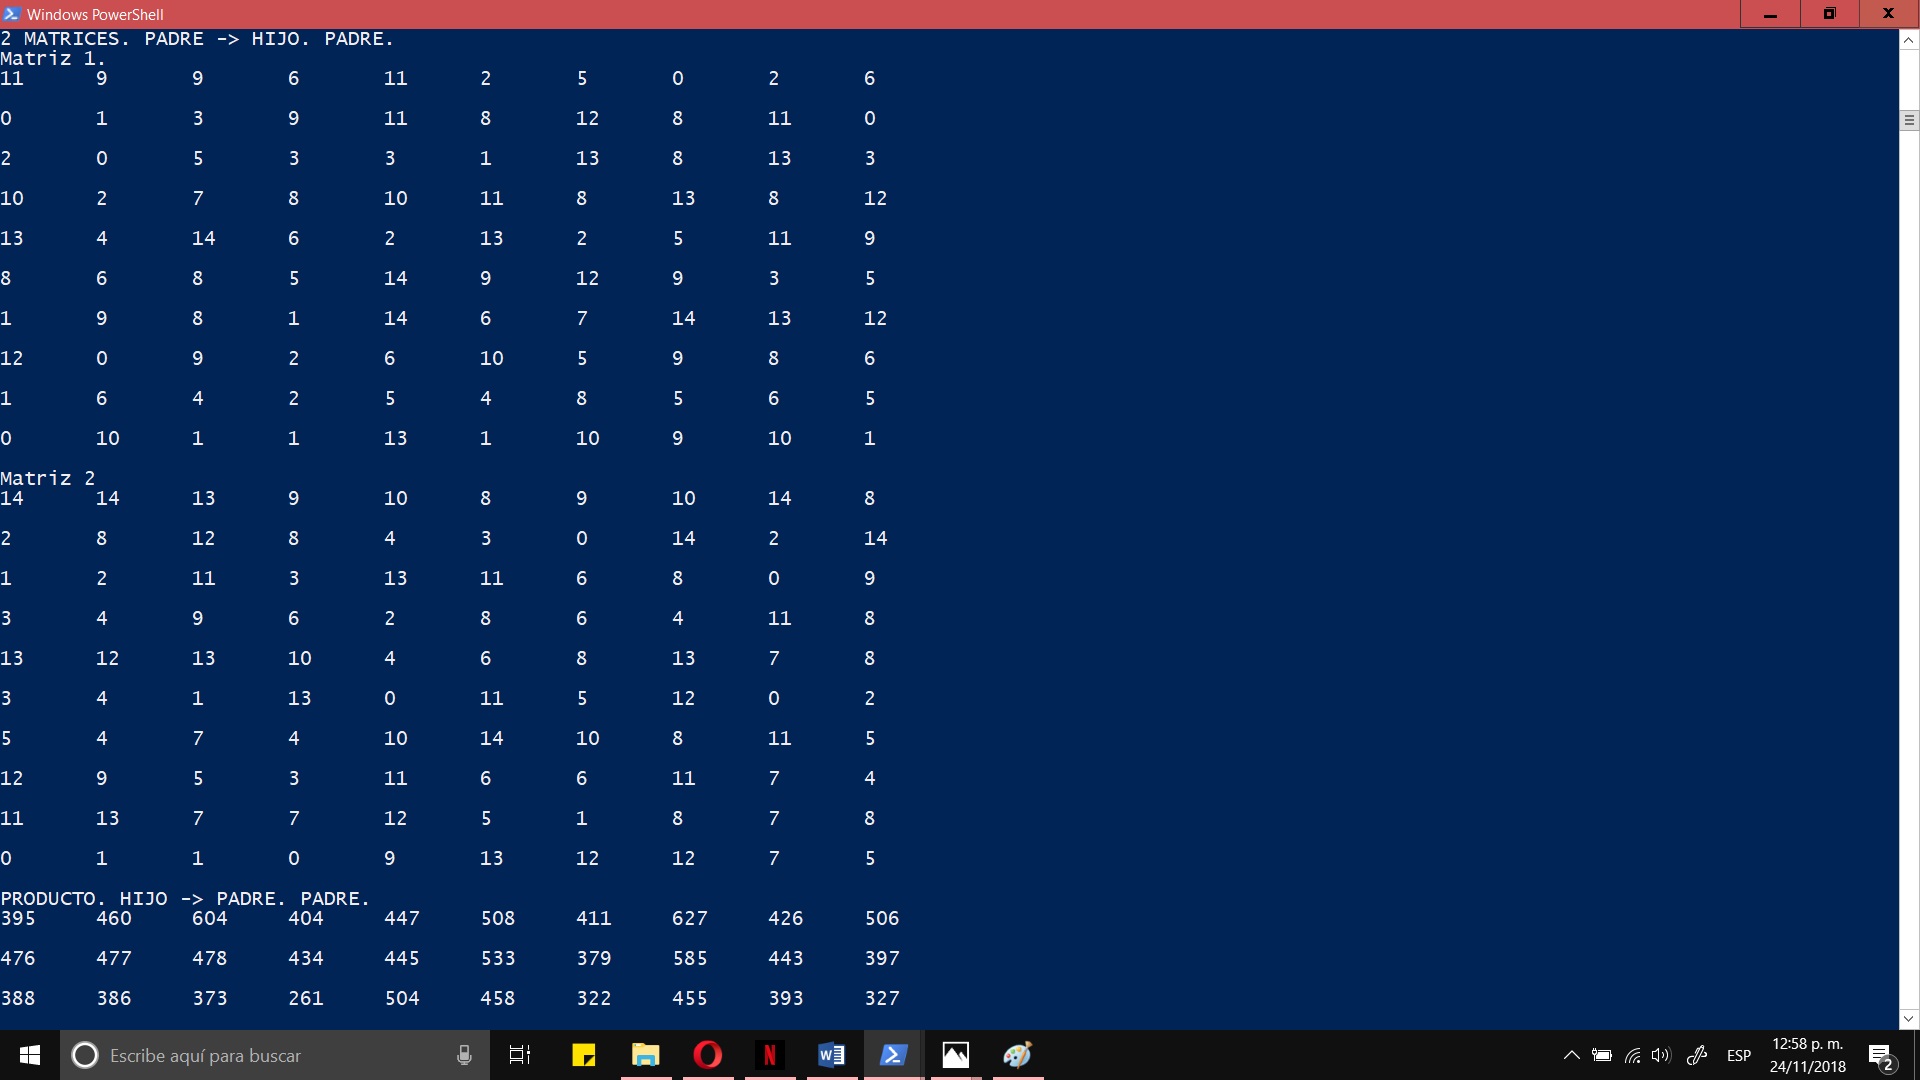 Windows PowerShell
2 MATRICES. PADRE -> HIJO. PADRE.
Matriz 1.
11 9 9 6 11 2 5 0 2 6
0 1 3 9 11 8 12 8 11 0
2 0 5 3 3 1 13 8 13 3
10 2 7 8 10 11 8 13 8 12
13 4 14 6 2 13 2 5 11 9
8 6 8 5 14 9 12 9 3 5
1 9 8 1 14 6 7 14 13 12
12 0 9 2 6 10 5 9 8 6
1 6 4 2 5 4 8 5 6 5
0 10 1 1 13 1 10 9 10 1
Matriz 2
14 14 13 9 10 8 9 10 14 8
2 8 12 8 4 3 0 14 2 14
1 2 11 3 13 11 6 8 0 9
3 4 9 6 2 8 6 4 11 8
13 12 13 10 4 6 8 13 7 8
3 4 1 13 0 11 5 12 0 2
5 4 7 4 10 14 10 8 11 5
12 9 5 3 11 6 6 11 7 4
11 13 7 7 12 5 1 8 7 8
0 1 1 0 9 13 12 12 7 5
PRODUCTO. HIJO -> PADRE. PADRE.
395 460 604 404 447 508 411 627 426 506
476 477 478 434 445 533 379 585 443 397
388 386 373 261 504 458 322 455 393 327
Escribe aquí para buscar
N
W
ESP
12:58 p. m.
24/11/2018
2